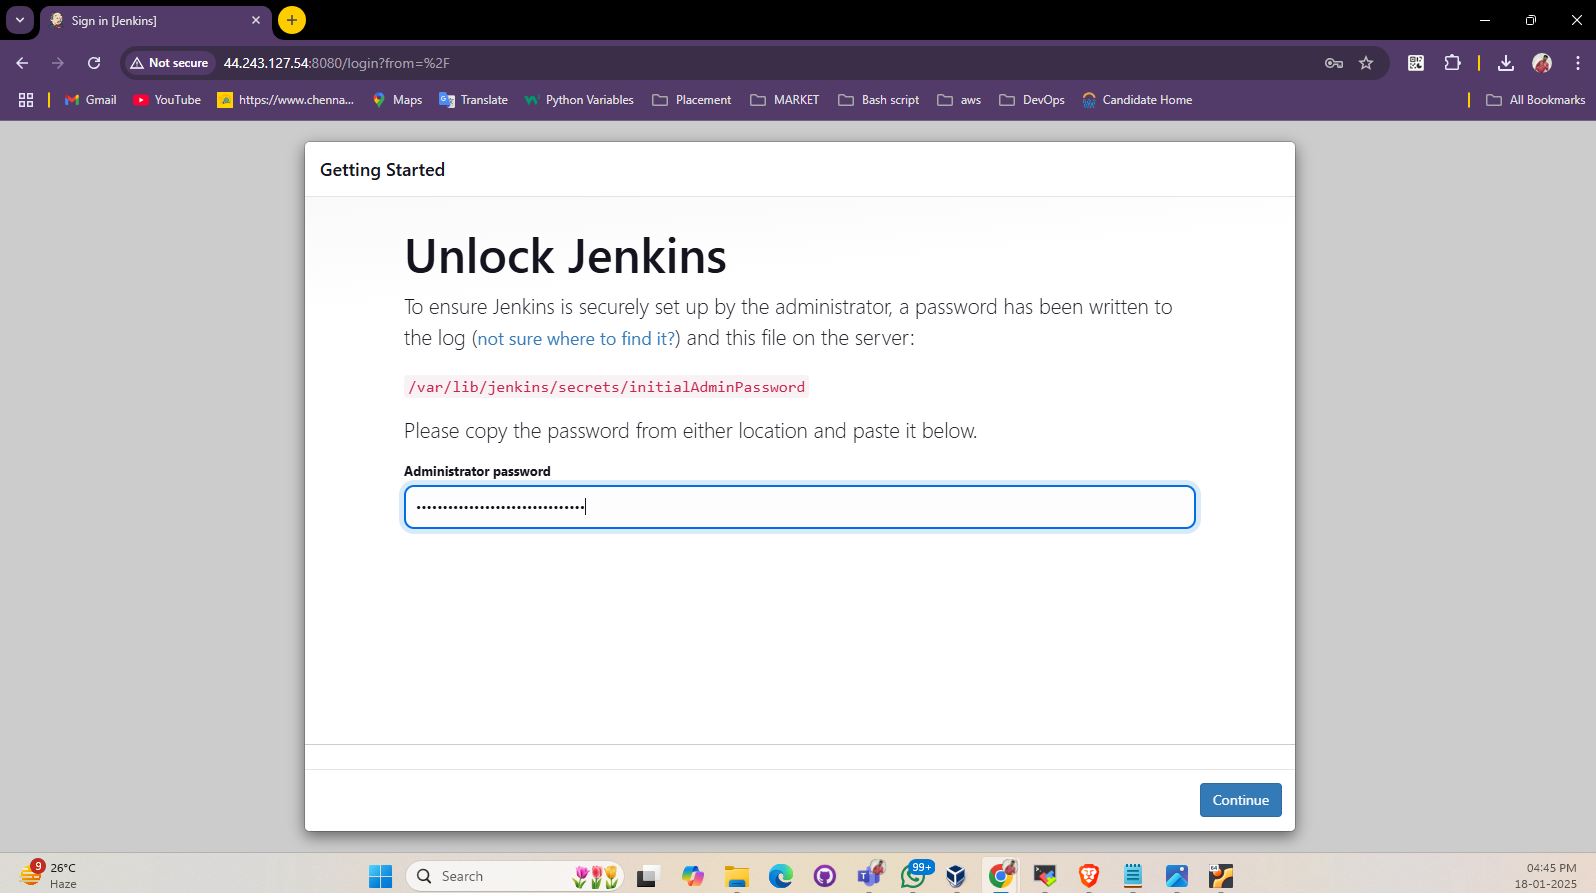 Sign in [Jenkins]
Not secure
44.243.127.54:8080/login?from=%2F
Gmail
YouTube
https://www.chenna...
Maps
Translate
Python Variables
Placement
MARKET
Bash script
aws
DevOps
Candidate Home
All Bookmarks
Getting Started
Unlock Jenkins
To ensure Jenkins is securely set up by the administrator, a password has been written to
the log (not sure where to find it?) and this file on the server:
/var/lib/jenkins/secrets/initialAdminPassword
Please copy the password from either location and paste it below.
Administrator password
••••••••••••••••••••••••••••••••
Continue
9
26°C
Haze
Search
99+
04:45 PM
18-01-2025